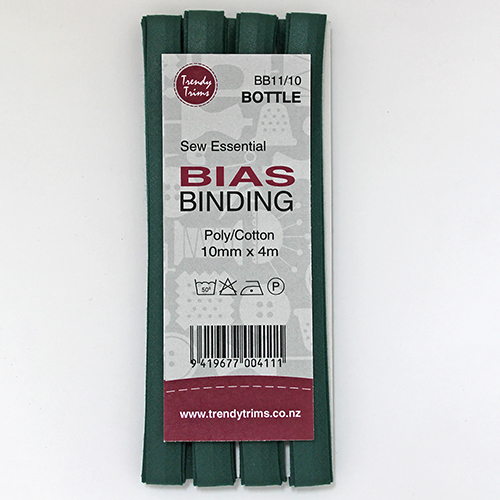 Trendy
Trims
BB11/10
BOTTLE
Sew Essential
BIAS
BINDING
Poly/Cotton
10mm x 4m
50° P
9 419677 004111
www.trendytrims.co.nz